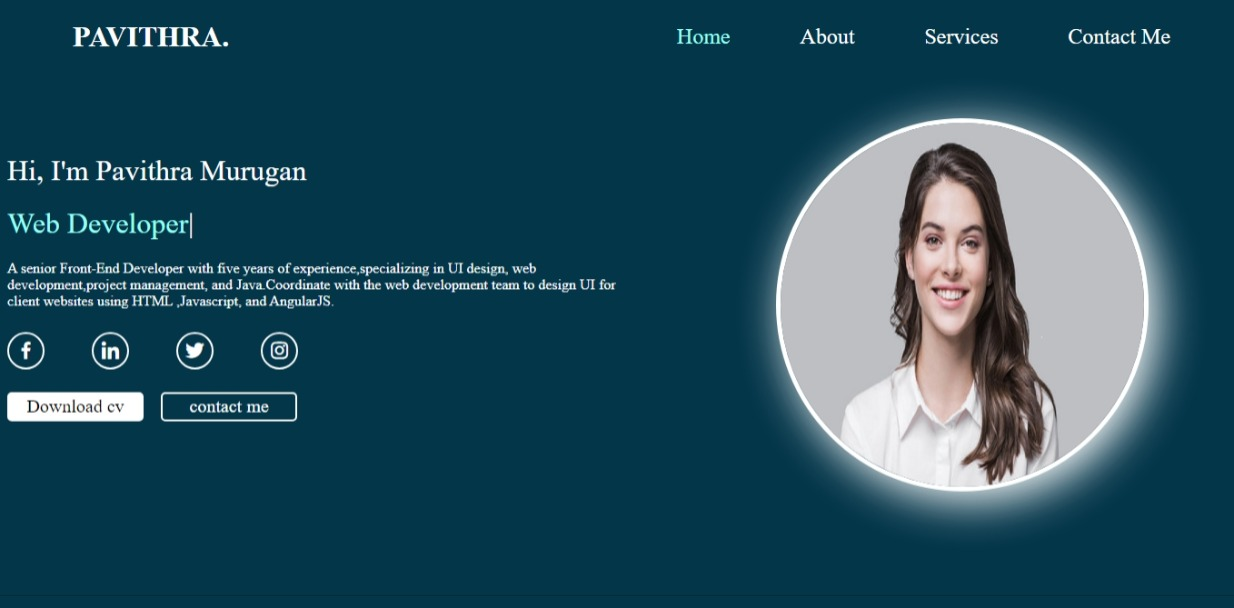 PAVITHRA.
Home About Services Contact Me
Hi, I'm Pavithra Murugan
Web Developer|
A senior Front-End Developer with five years of experience,specializing in UI design, web
development,project management, and Java.Coordinate with the web development team to design UI for
client websites using HTML ,Javascript, and AngularJS.
Download cv contact me